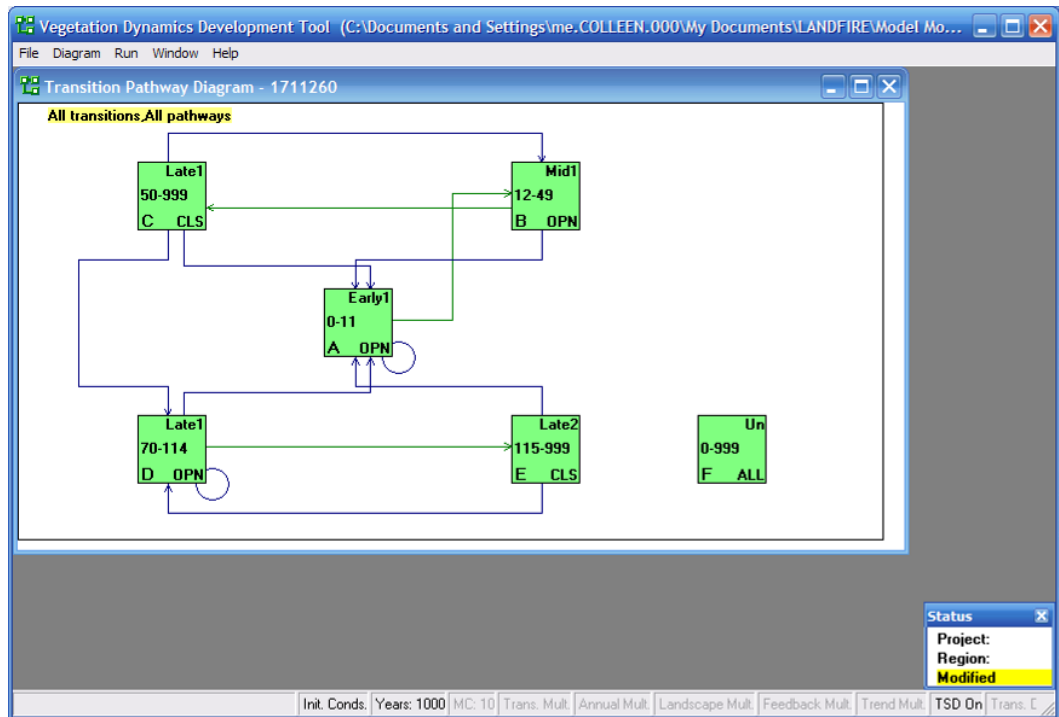 Vegetation Dynamics Development Tool (C:\Documents and Settings\me.COLLEEN.000\My Documents\LANDFIRE\Model Mo...
File Diagram Run Window Help
Transition Pathway Diagram - 1711260
All transitions,All pathways
Late1
50-999
C CLS
Mid1
12-49
B OPN
Early1
0-11
A OPN
Late1
70-114
D OPN
Late2
115-999
E CLS
Un
0-999
F ALL
Status
Project:
Region:
Modified
Init. Conds. Years: 1000 MC: 10 Trans. Mult. Annual Mult. Landscape Mult. Feedback Mult. Trend Mult. TSD On Trans. D